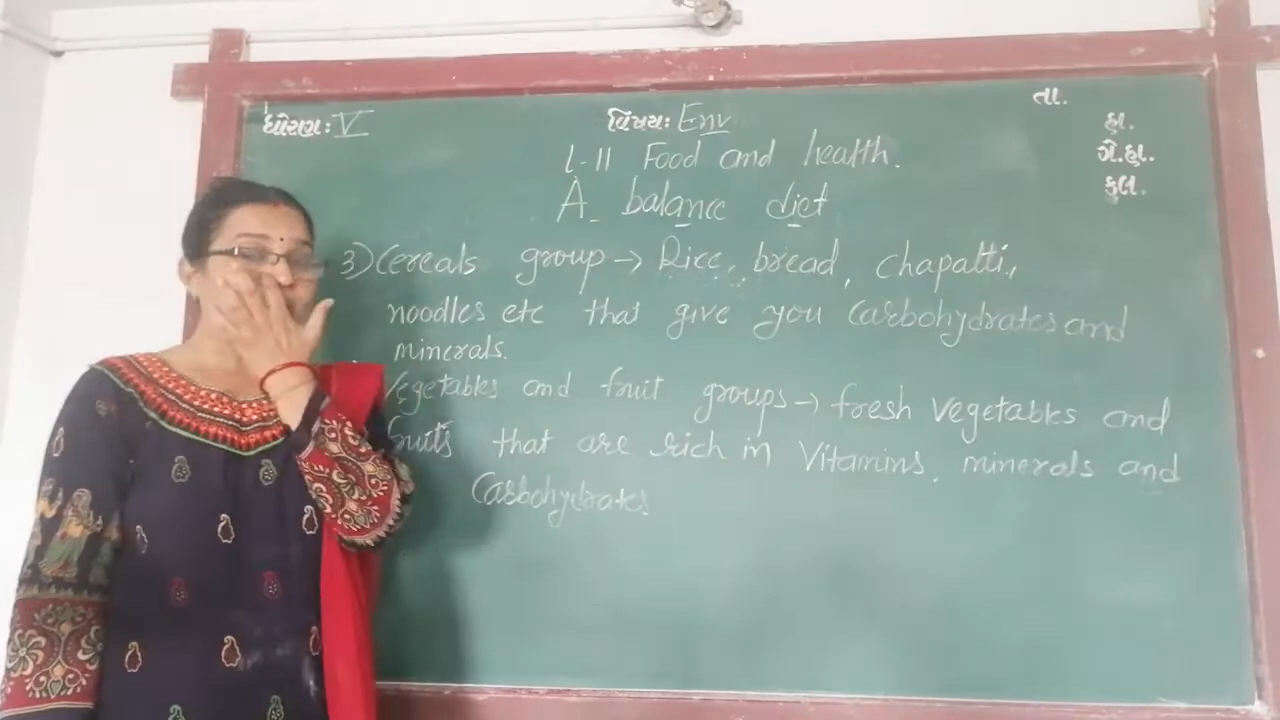 ધોરણ: V
વિષય: Env
તા.
હા.
ગે.હા.
કુલ.
L-11 Food and health.
A balance diet
3) Cereals group → Rice, bread, chapatti,
noodles etc that give you Carbohydrates and
minerals.
Vegetables and fruit groups → fresh vegetables and
fruits that are rich in Vitamins, minerals and
Carbohydrates